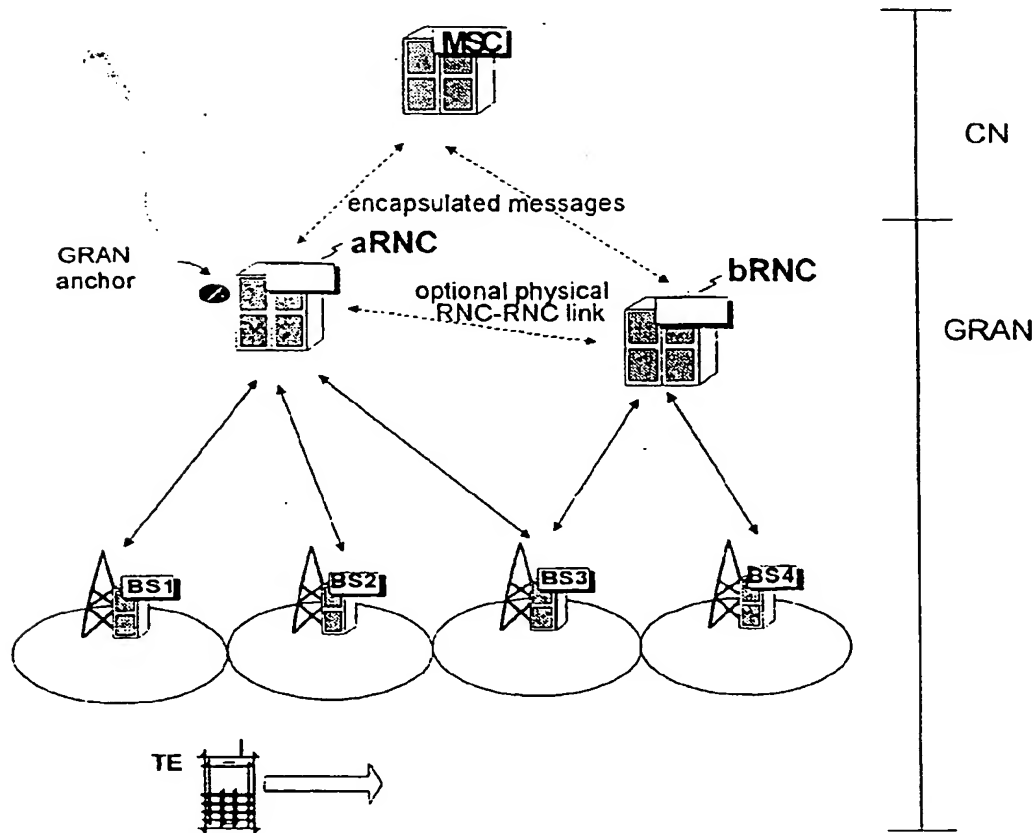 MSC
CN
encapsulated messages
aRNC
GRAN
anchor
bRNC
optional physical
RNC-RNC link
GRAN
BS1
BS2
BS3
BS4
TE